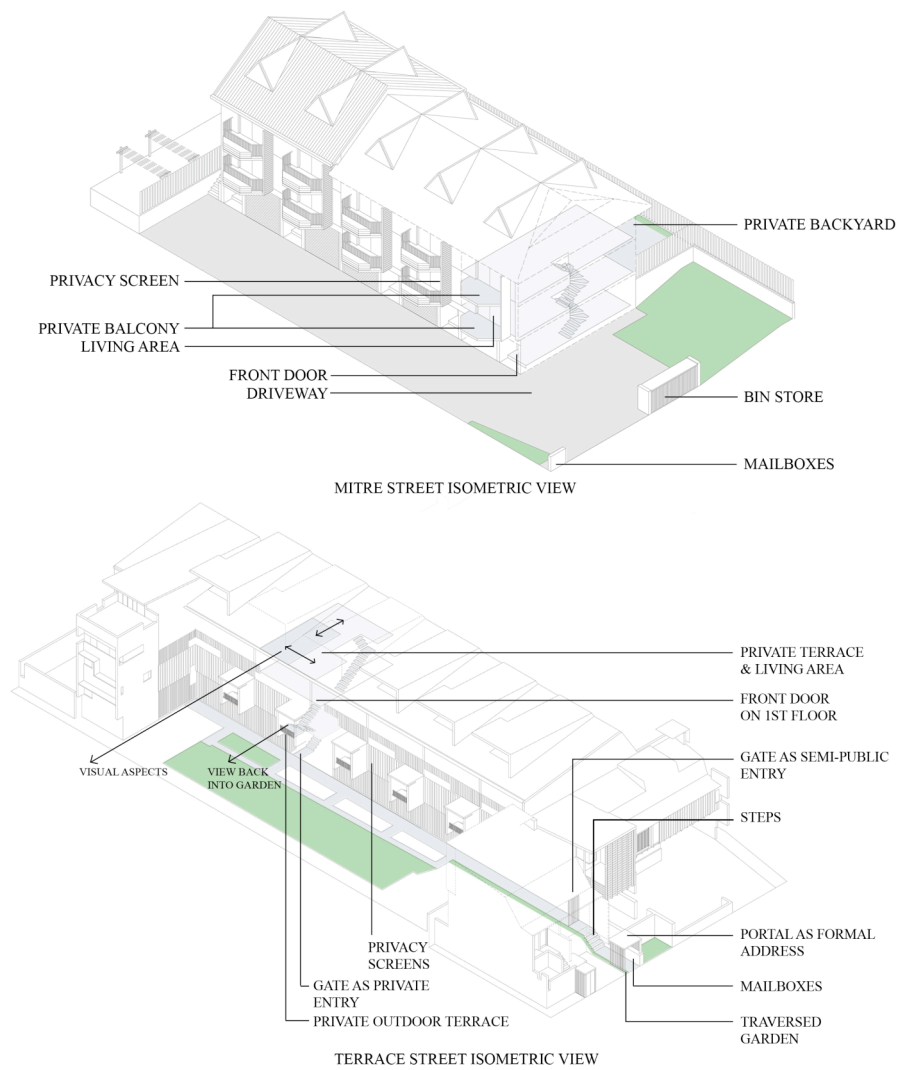 PRIVATE BACKYARD
PRIVACY SCREEN
PRIVATE BALCONY
LIVING AREA
FRONT DOOR
DRIVEWAY
BIN STORE
MAILBOXES
MITRE STREET ISOMETRIC VIEW
PRIVATE TERRACE
& LIVING AREA
FRONT DOOR
ON 1ST FLOOR
VISUAL ASPECTS
VIEW BACK
INTO GARDEN
GATE AS SEMI-PUBLIC
ENTRY
STEPS
PRIVACY
SCREENS
PORTAL AS FORMAL
ADDRESS
GATE AS PRIVATE
ENTRY
MAILBOXES
PRIVATE OUTDOOR TERRACE
TRAVERSED
GARDEN
TERRACE STREET ISOMETRIC VIEW